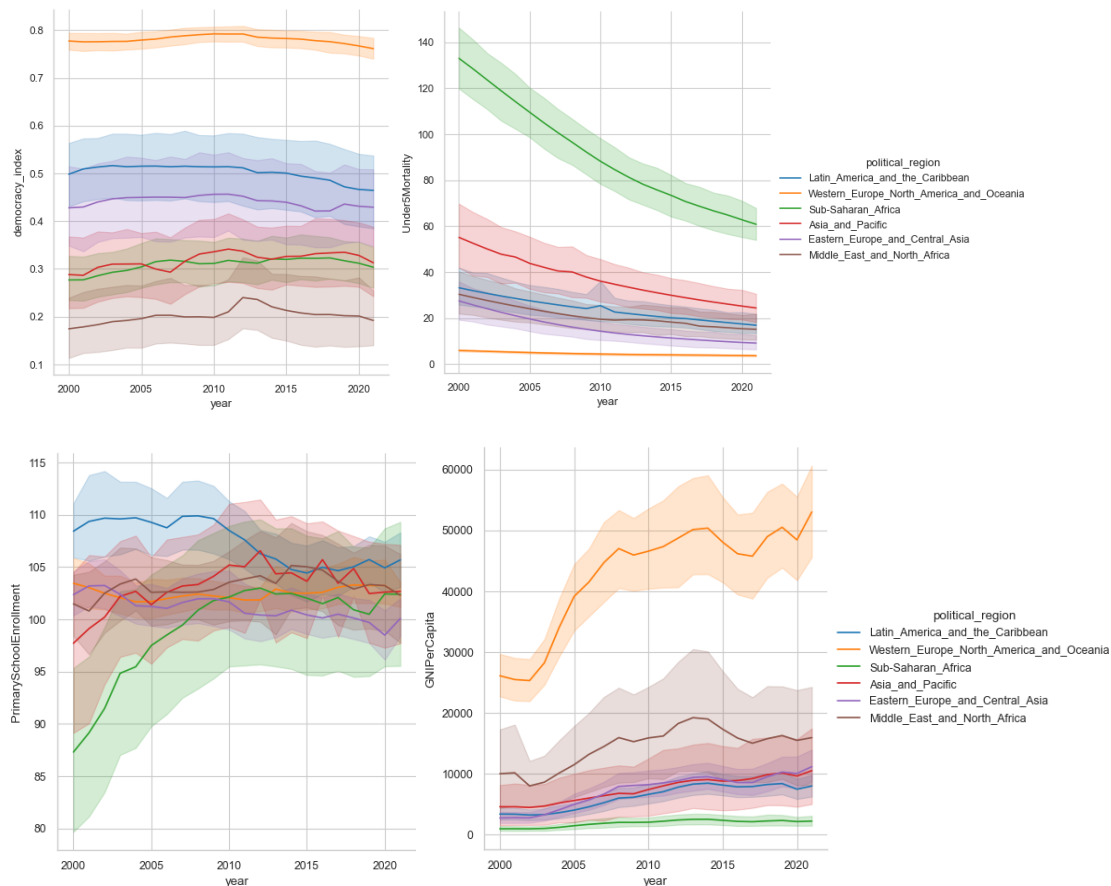 democracy_index
0.8
0.7
0.6
0.5
0.4
0.3
0.2
0.1
2000 2005 2010 2015 2020
year
Under5Mortality
140
120
100
80
60
40
20
0
2000 2005 2010 2015 2020
year
political_region
Latin_America_and_the_Caribbean
Western_Europe_North_America_and_Oceania
Sub-Saharan_Africa
Asia_and_Pacific
Eastern_Europe_and_Central_Asia
Middle_East_and_North_Africa
PrimarySchoolEnrollment
115
110
105
100
95
90
85
80
2000 2005 2010 2015 2020
year
GNIPerCapita
60000
50000
40000
30000
20000
10000
0
2000 2005 2010 2015 2020
year
political_region
Latin_America_and_the_Caribbean
Western_Europe_North_America_and_Oceania
Sub-Saharan_Africa
Asia_and_Pacific
Eastern_Europe_and_Central_Asia
Middle_East_and_North_Africa